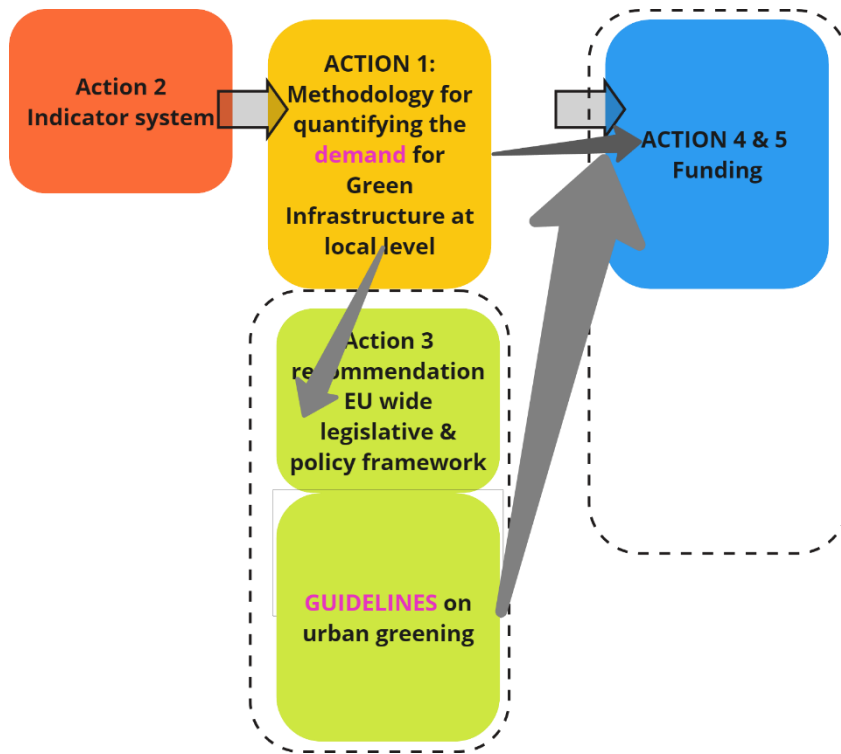 Action 2
Indicator system
ACTION 1:
Methodology for
quantifying the
demand for
Green
Infrastructure at
local level
ACTION 4 & 5
Funding
Action 3
recommendation
EU wide
legislative &
policy framework
GUIDELINES on
urban greening